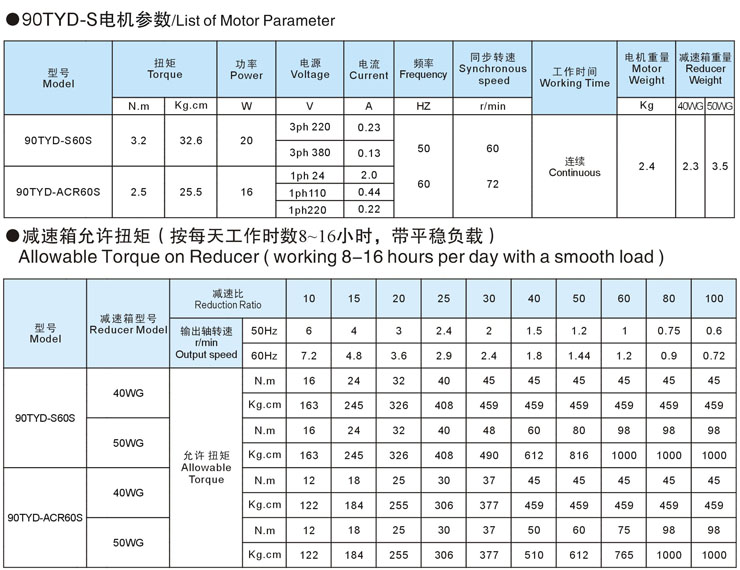 ●90TYD-S电机参数/List of Motor Parameter
型号 Model 扭矩 Torque 功率 Power 电源 Voltage 电流 Current 频率 Frequency 同步转速 Synchronous speed 工作时间 Working Time 电机重量 Motor Weight 减速箱重量 Reducer Weight
N.m Kg.cm W V A HZ r/min Kg 40WG 50WG
90TYD-S60S 3.2 32.6 20 3ph 220 0.23 50 60 连续 Continuous 2.4 2.3 3.5
3ph 380 0.13
90TYD-ACR60S 2.5 25.5 16 1ph 24 2.0 60 72
1ph110 0.44
1ph220 0.22
●减速箱允许扭矩（按每天工作时数8~16小时，带平稳负载）
Allowable Torque on Reducer ( working 8-16 hours per day with a smooth load )
型号 Model 减速箱型号 Reducer Model 减速比 Reduction Ratio 10 15 20 25 30 40 50 60 80 100
输出轴转速 r/min Output speed 50Hz 6 4 3 2.4 2 1.5 1.2 1 0.75 0.6
60Hz 7.2 4.8 3.6 2.9 2.4 1.8 1.44 1.2 0.9 0.72
90TYD-S60S 40WG 允许扭矩 Allowable Torque N.m 16 24 32 40 45 45 45 45 45 45
Kg.cm 163 245 326 408 459 459 459 459 459 459
50WG N.m 16 24 32 40 48 60 80 98 98 98
Kg.cm 163 245 326 408 490 612 816 1000 1000 1000
90TYD-ACR60S 40WG N.m 12 18 25 30 37 45 45 45 45 45
Kg.cm 122 184 255 306 377 459 459 459 459 459
50WG N.m 12 18 25 30 37 50 60 75 98 98
Kg.cm 122 184 255 306 377 510 612 765 1000 1000